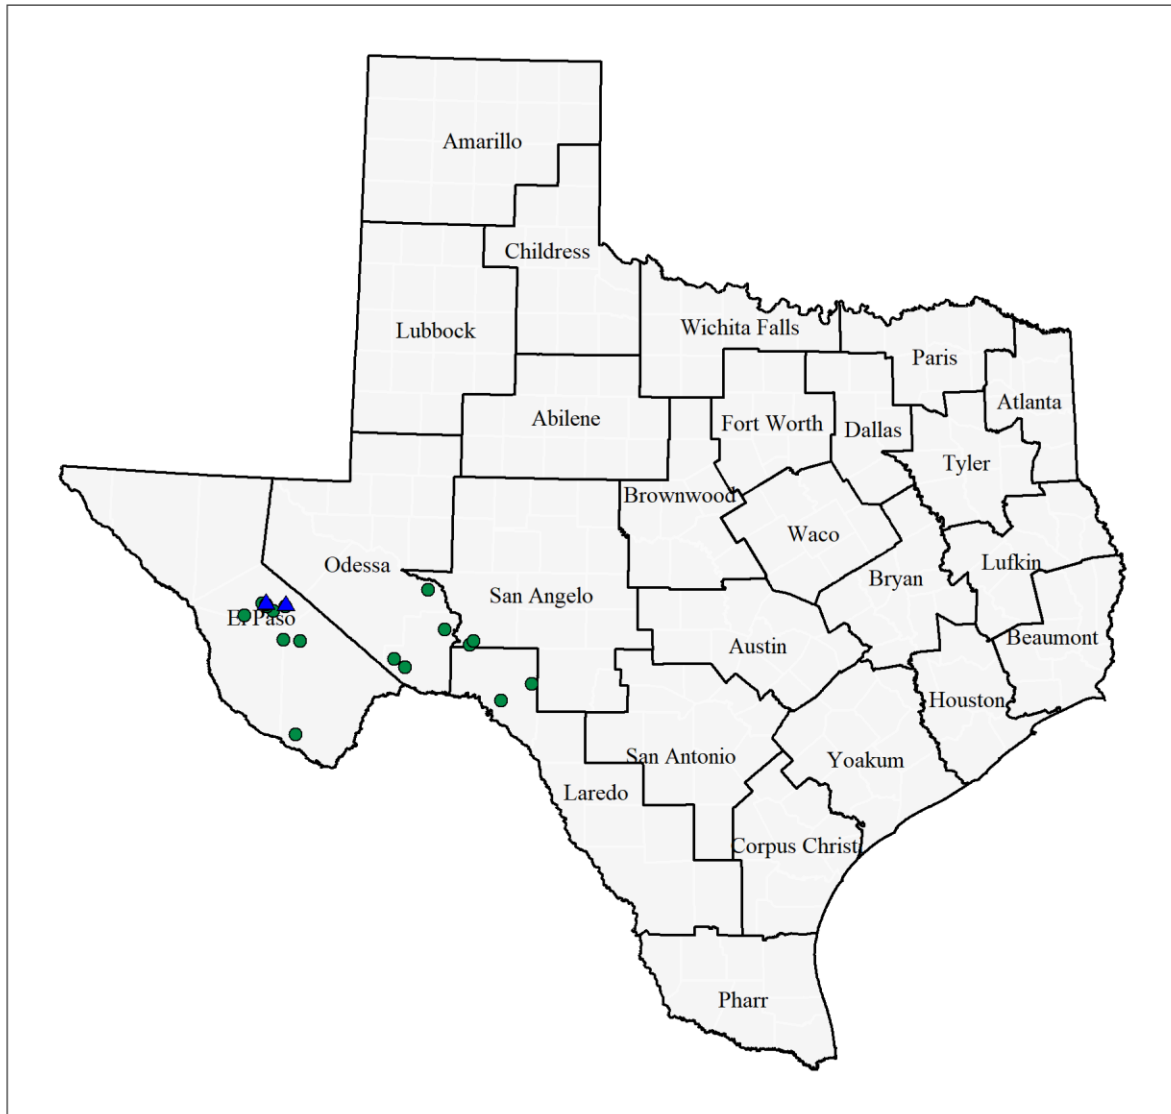 Amarillo
Childress
Lubbock
Wichita Falls
Paris
Atlanta
Abilene
Fort Worth
Dallas
Tyler
Brownwood
Waco
Odessa
Lufkin
Bryan
San Angelo
El Paso
Beaumont
Austin
Houston
San Antonio
Yoakum
Laredo
Corpus Christ
Pharr